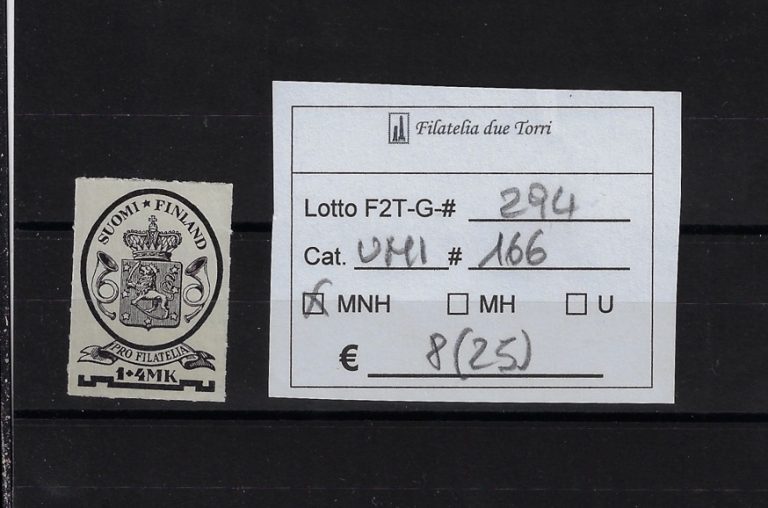 SUOMI ★ FINLAND
PRO FILATELIA
1+4MK
Filatelia due Torri
Lotto F2T-G-# 294
Cat. UMI # 166
MNH MH U
€ 8(25)